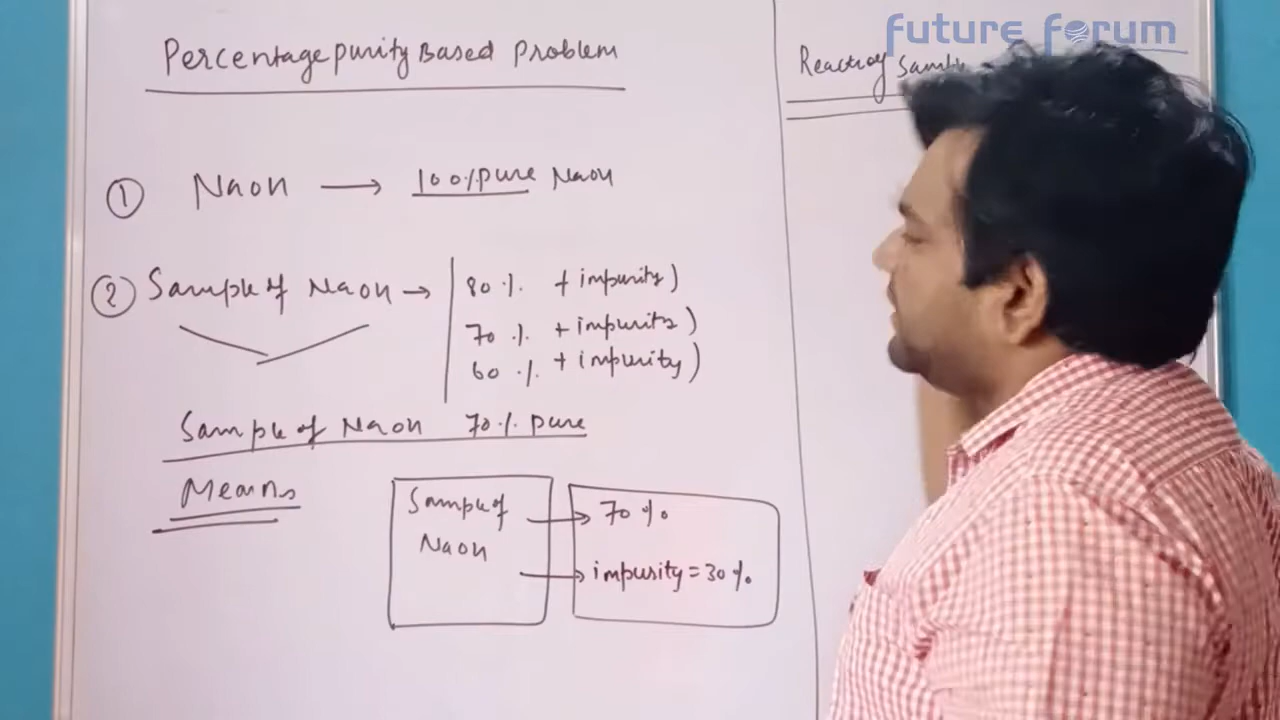 future forum
Percentage purity Based Problem
① NaOH → 100% pure NaOH
② Sample of NaOH → 80 % + impurity)
70 % + impurity)
60 % + impurity)
Sample of NaOH 70 % pure
Means
Sample of → 70 %
NaOH
→ impurity = 30 %